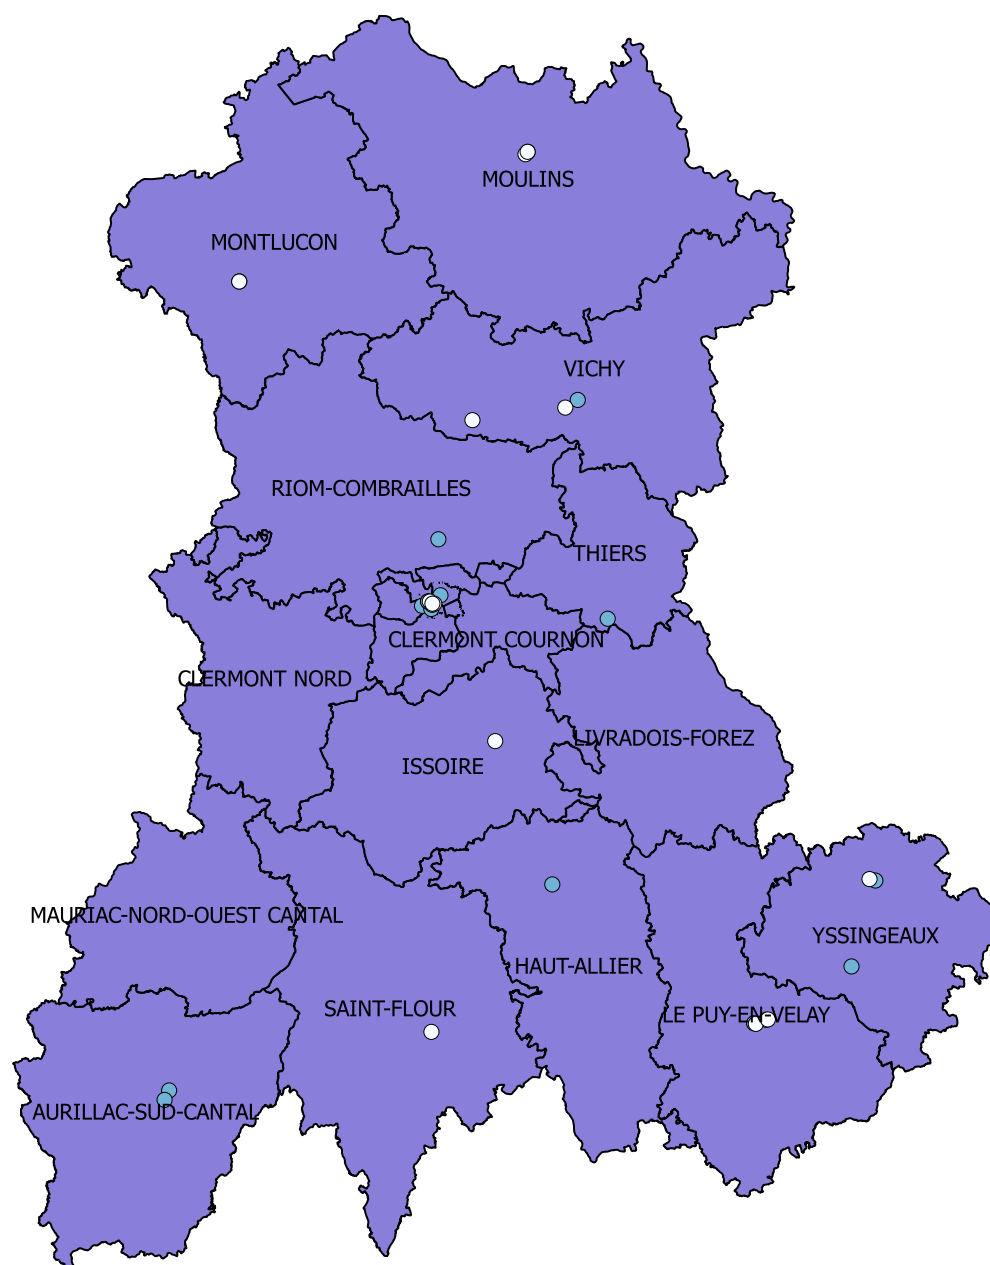 MOULINS
MONTLUCON
VICHY
RIOM-COMBRAILLES
THIERS
CLERMONT COURNON
CLERMONT NORD
LIVRADOIS-FOREZ
ISSOIRE
MAURIAC-NORD-OUEST CANTAL
YSSINGEAUX
HAUT-ALLIER
SAINT-FLOUR
LE PUY-EN-VELAY
AURILLAC-SUD-CANTAL